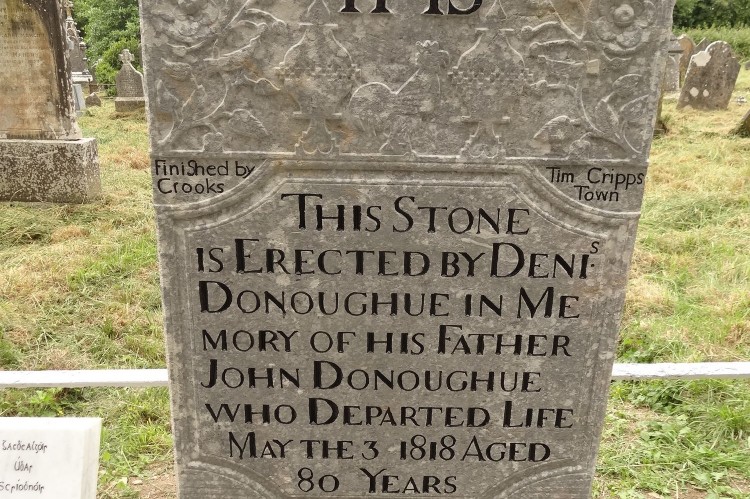 Finished by
Crooks
Tim Cripps
Town
THIS STONE
IS ERECTED BY DENIS
DONOUGHUE IN ME
MORY OF HIS FATHER
JOHN DONOUGHUE
WHO DEPARTED LIFE
MAY THE 3 1818 AGED
80 YEARS